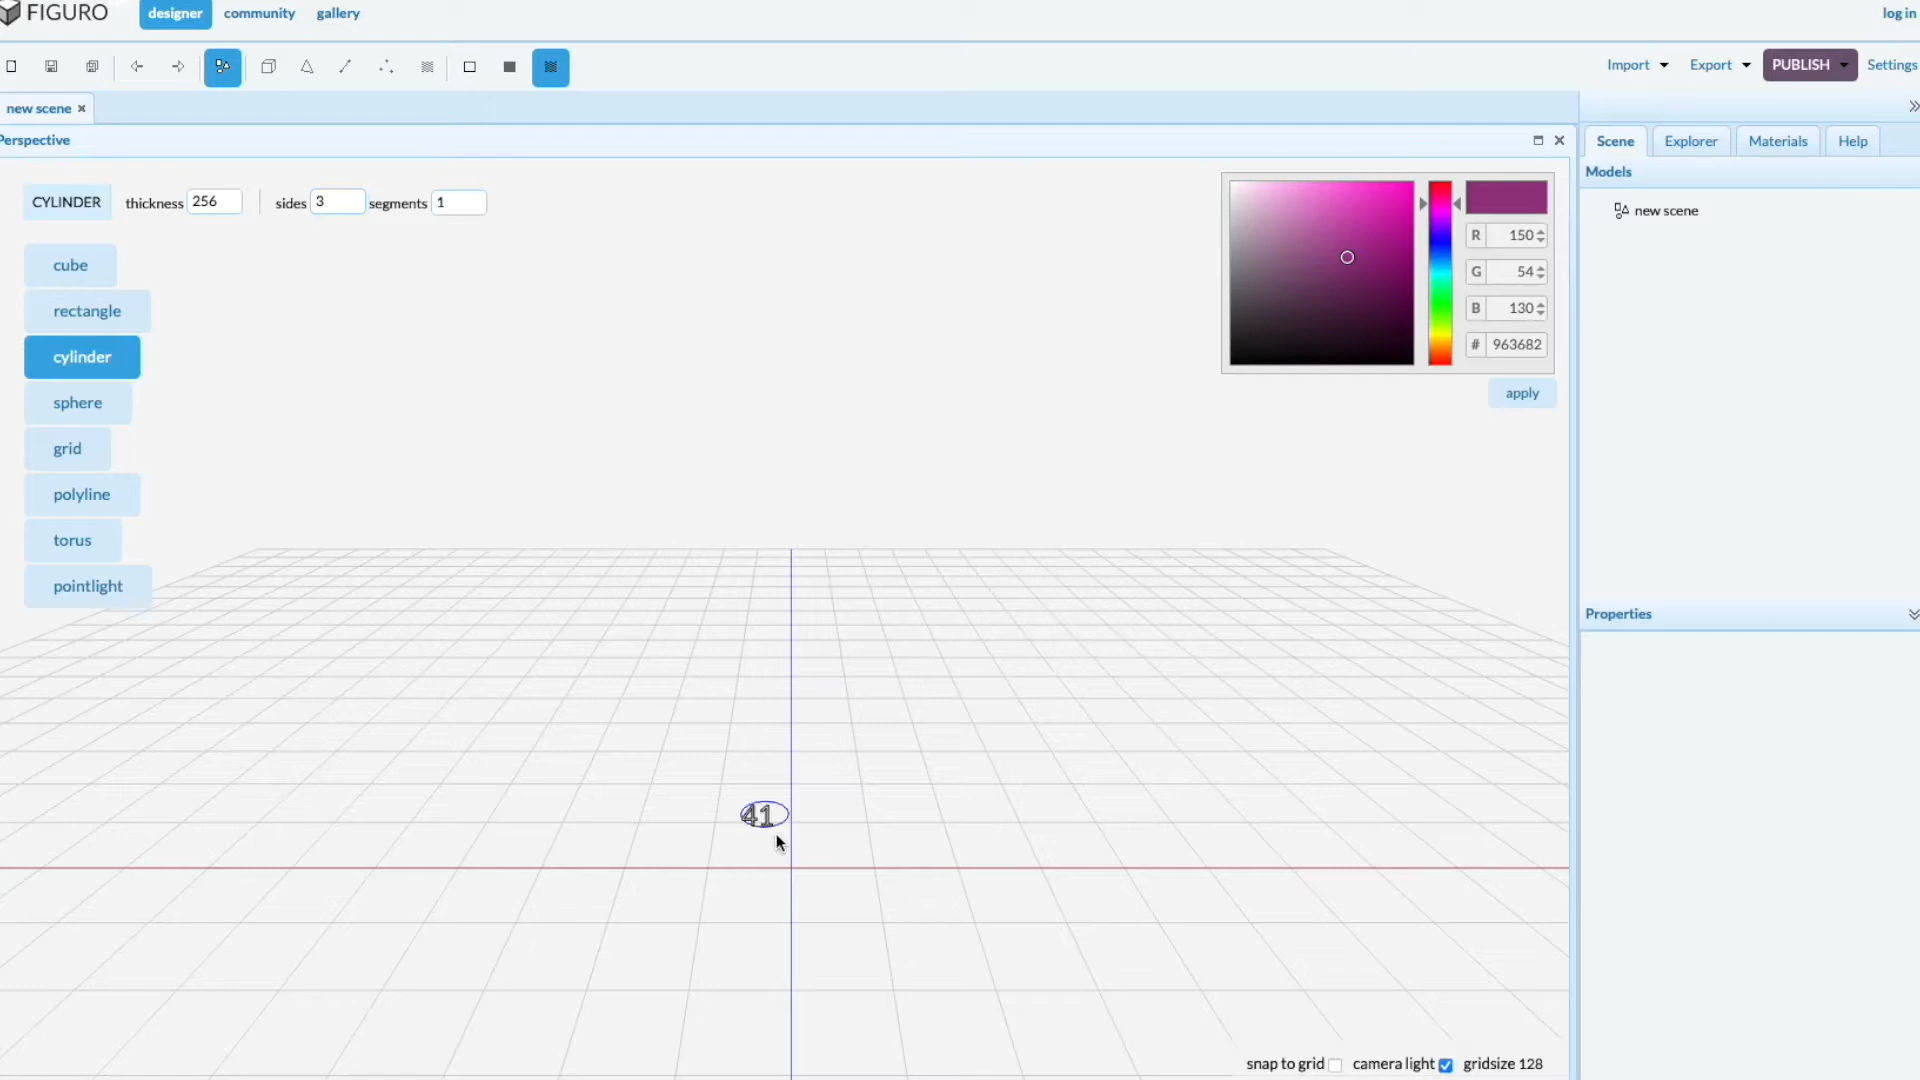 FIGURO designer community gallery log in
Import Export PUBLISH Settings
new scene
Perspective
Scene Explorer Materials Help
Models
new scene
CYLINDER thickness 256 sides 3 segments 1
cube
rectangle
cylinder
sphere
grid
polyline
torus
pointlight
R 150
G 54
B 130
# 963682
apply
Properties
41
snap to grid camera light gridsize 128